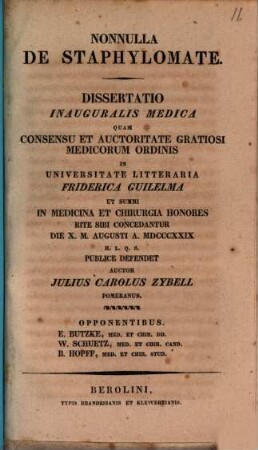 11
NONNULLA
DE STAPHYLOMATE.
DISSERTATIO
INAUGURALIS MEDICA
QUAM
CONSENSU ET AUCTORITATE GRATIOSI
MEDICORUM ORDINIS
IN
UNIVERSITATE LITTERARIA
FRIDERICA GUILELMA
UT SUMMI
IN MEDICINA ET CHIRURGIA HONORES
RITE SIBI CONCEDANTUR
DIE X. M. AUGUSTI A. MDCCCXXIX
H. L. Q. S.
PUBLICE DEFENDET
AUCTOR
JULIUS CAROLUS ZYBELL
POMERANUS.
OPPONENTIBUS.
E. BUTZKE, MED. ET CHIR. DD.
W. SCHUETZ, MED. ET CHIR. CAND.
B. HOPFF, MED. ET CHIR. STUD.
BEROLINI,
TYPIS BRANDESIANIS ET KLEWERTIANIS.